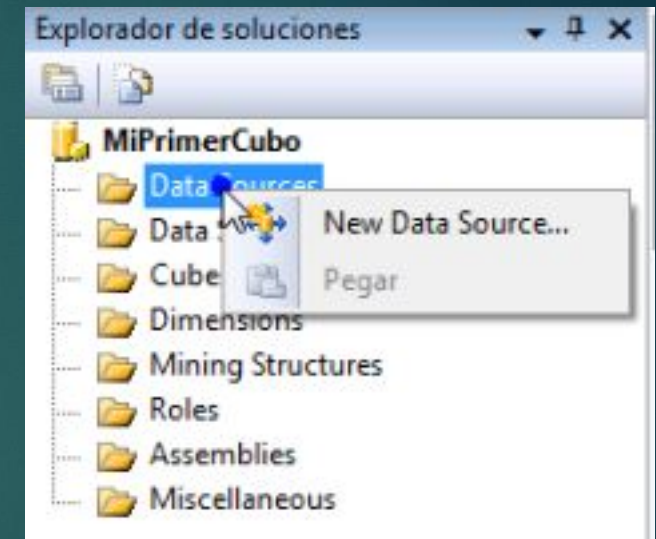 Explorador de soluciones
MiPrimerCubo
Data Sources
New Data Source...
Data
Cube
Pegar
Dimensions
Mining Structures
Roles
Assemblies
Miscellaneous